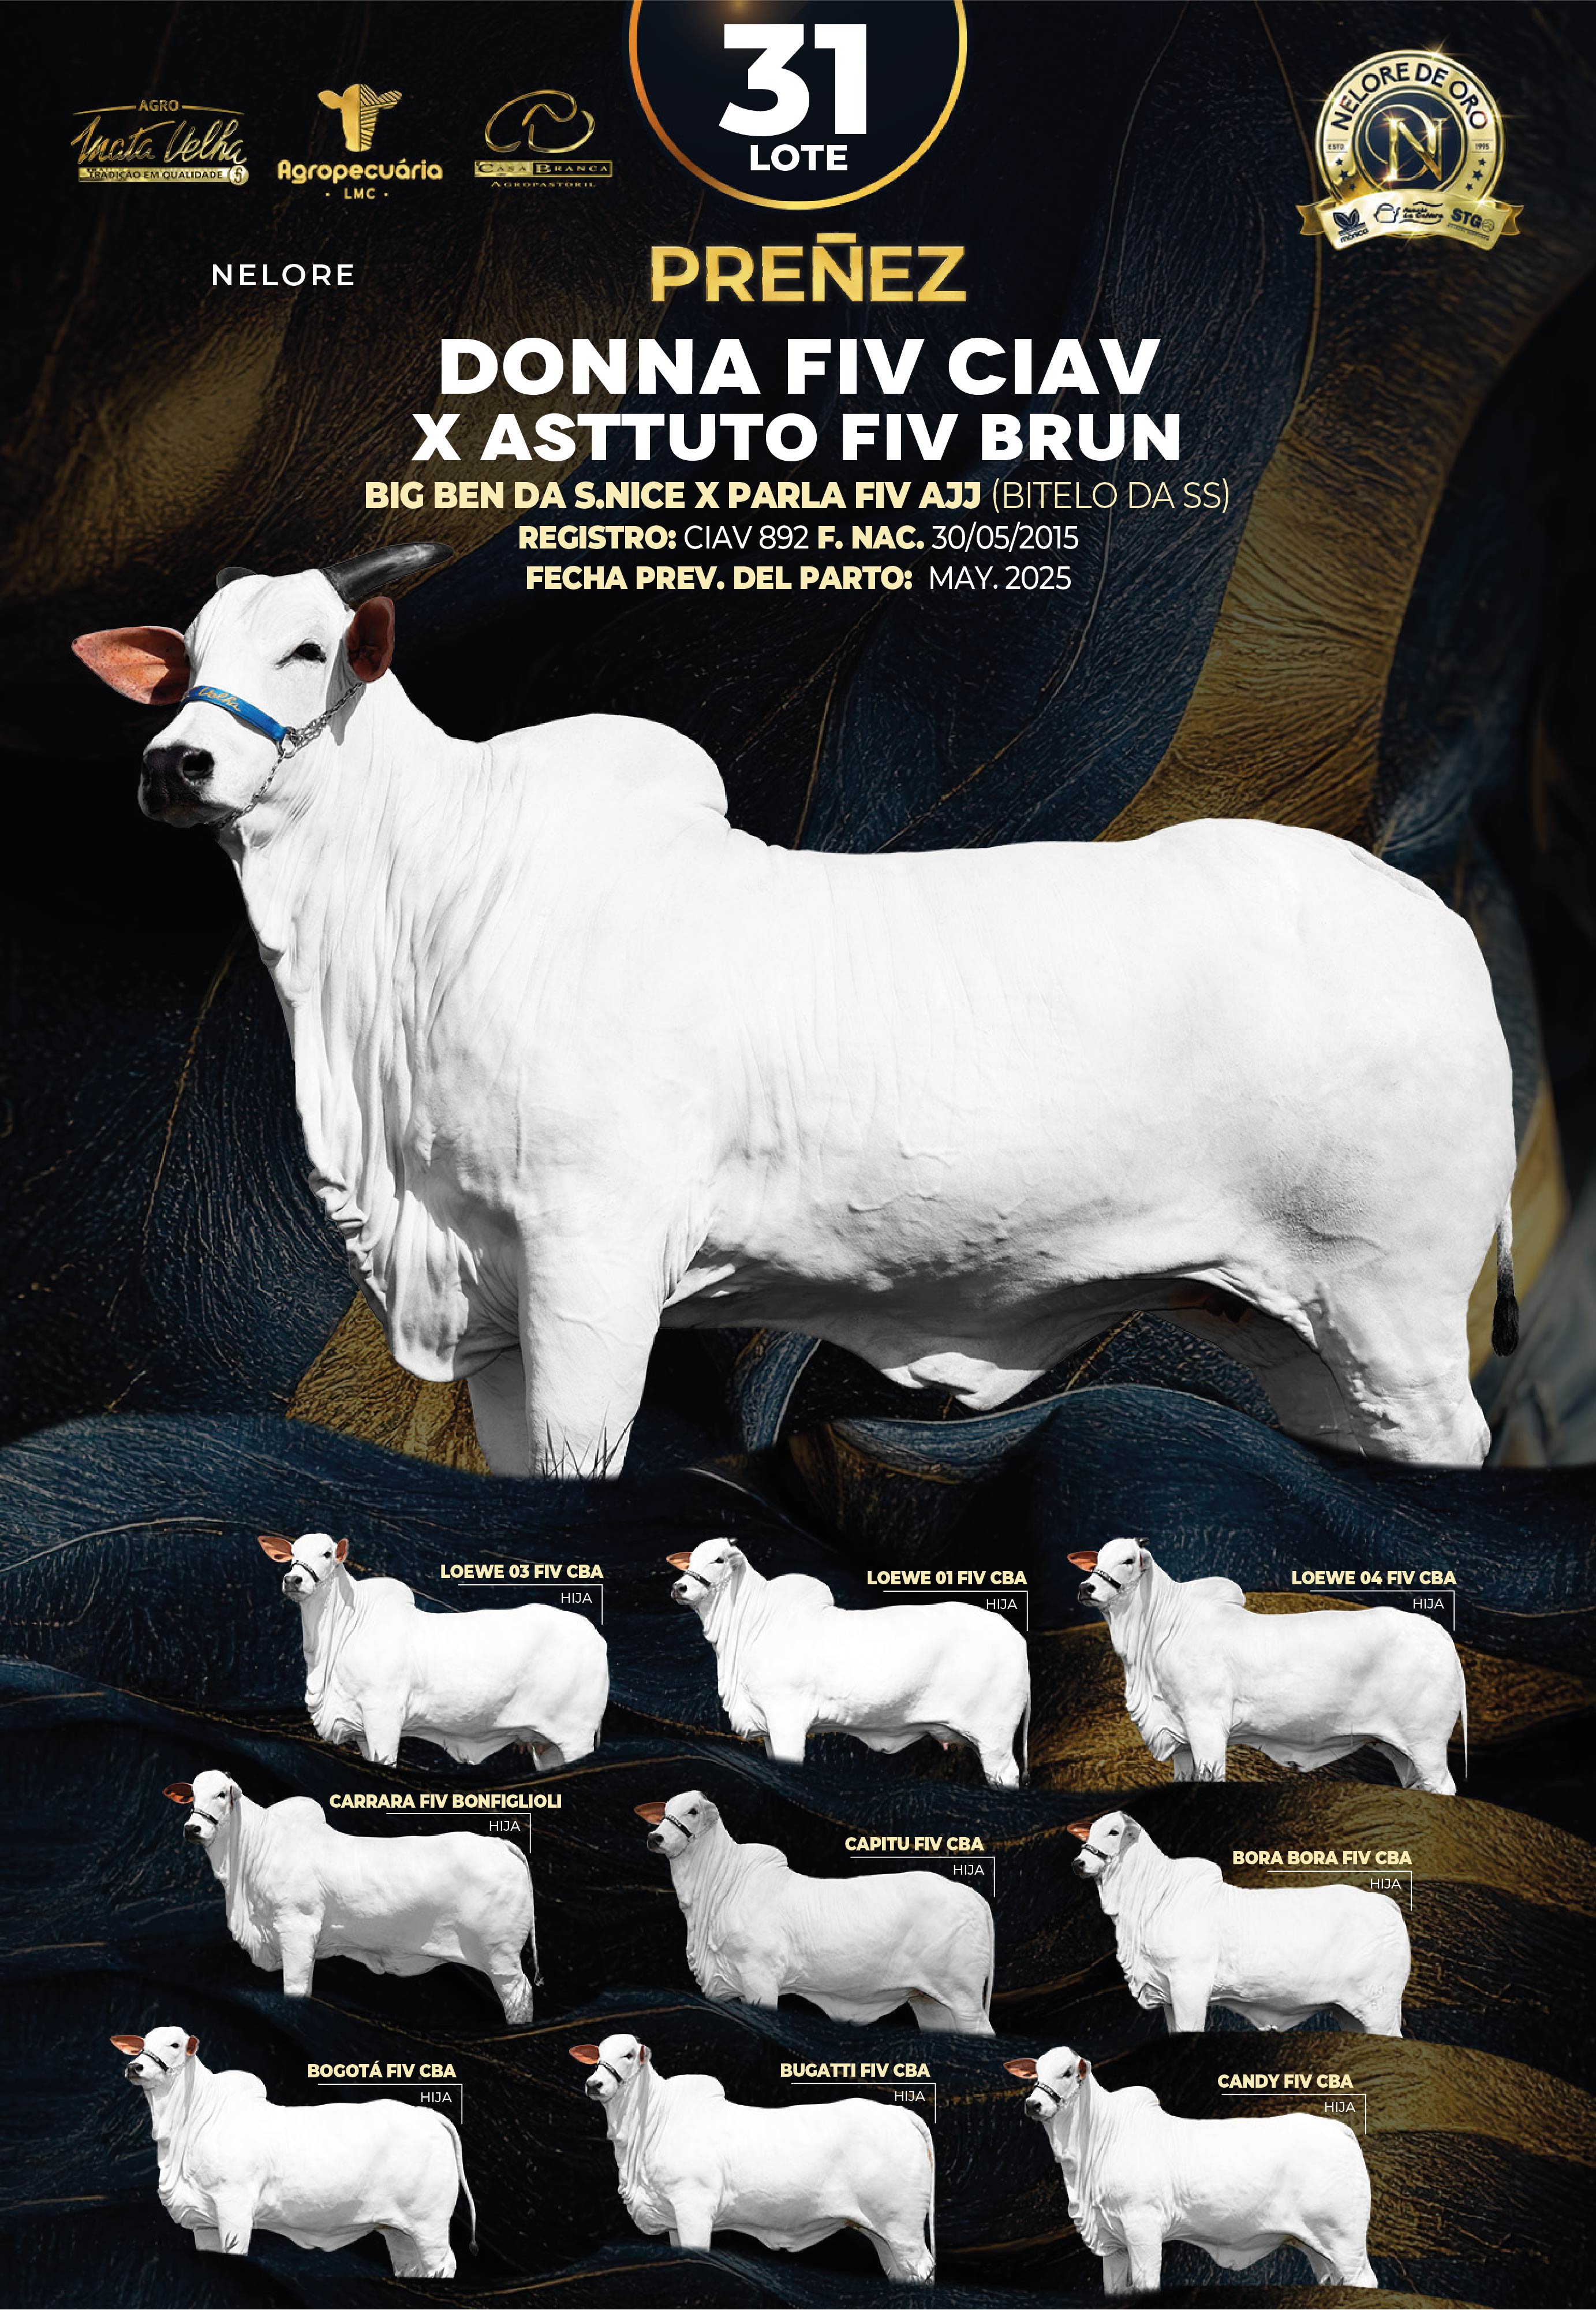 31
LOTE
AGRO
Mata Velha
TRADIÇÃO EM QUALIDADE
Agropecuária
· LMC ·
CASA BRANCA
AGROPASTORIL
NELORE DE ORO
ESTD 1995
N
STG
NELORE
PREÑEZ
DONNA FIV CIAV
X ASTTUTO FIV BRUN
BIG BEN DA S.NICE X PARLA FIV AJJ (BITELO DA SS)
REGISTRO: CIAV 892 F. NAC. 30/05/2015
FECHA PREV. DEL PARTO: MAY. 2025
Velha
LOEWE 03 FIV CBA
HIJA
LOEWE 01 FIV CBA
HIJA
LOEWE 04 FIV CBA
HIJA
CARRARA FIV BONFIGLIOLI
HIJA
CAPITU FIV CBA
HIJA
BORA BORA FIV CBA
HIJA
BOGOTÁ FIV CBA
HIJA
BUGATTI FIV CBA
HIJA
CANDY FIV CBA
HIJA